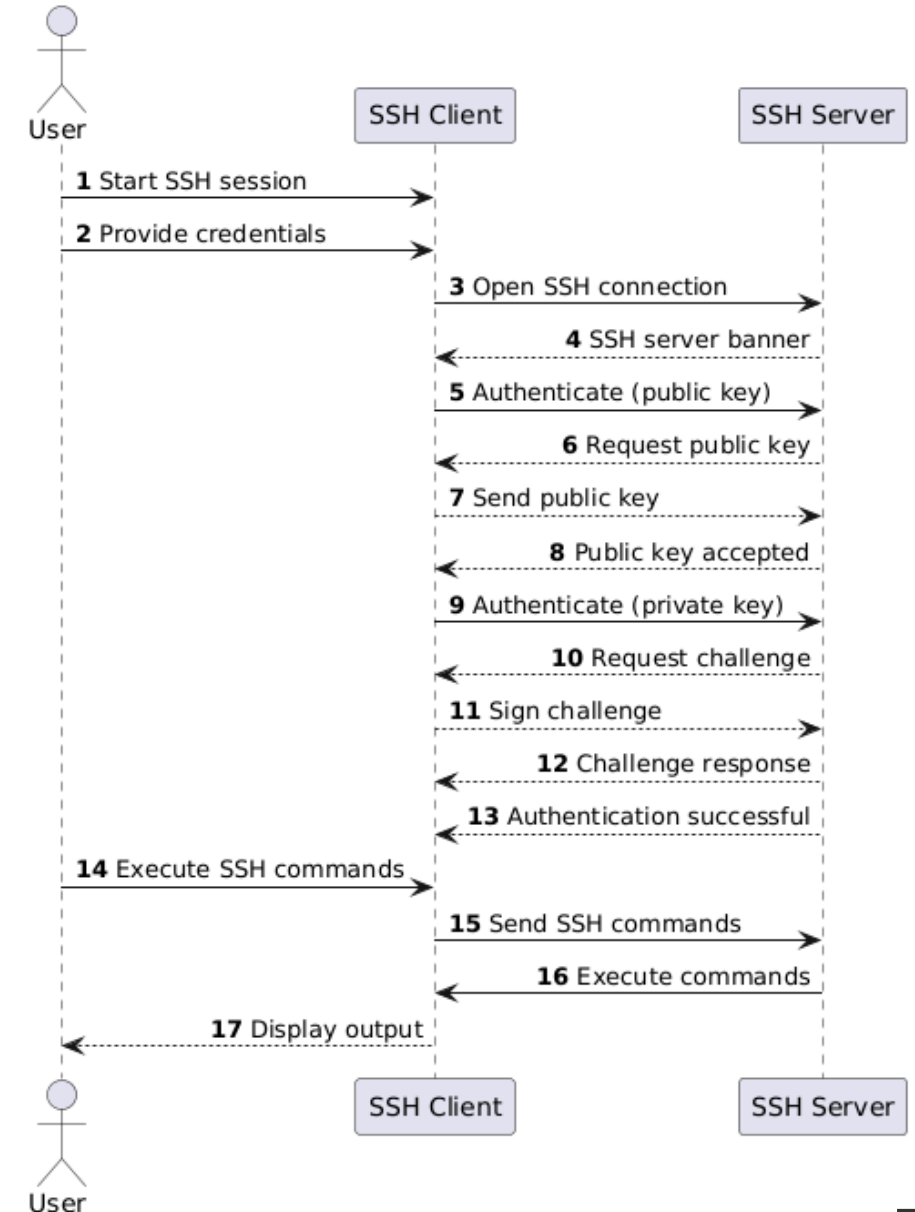 User
SSH Client
SSH Server
1 Start SSH session
2 Provide credentials
3 Open SSH connection
4 SSH server banner
5 Authenticate (public key)
6 Request public key
7 Send public key
8 Public key accepted
9 Authenticate (private key)
10 Request challenge
11 Sign challenge
12 Challenge response
13 Authentication successful
14 Execute SSH commands
15 Send SSH commands
16 Execute commands
17 Display output
User
SSH Client
SSH Server